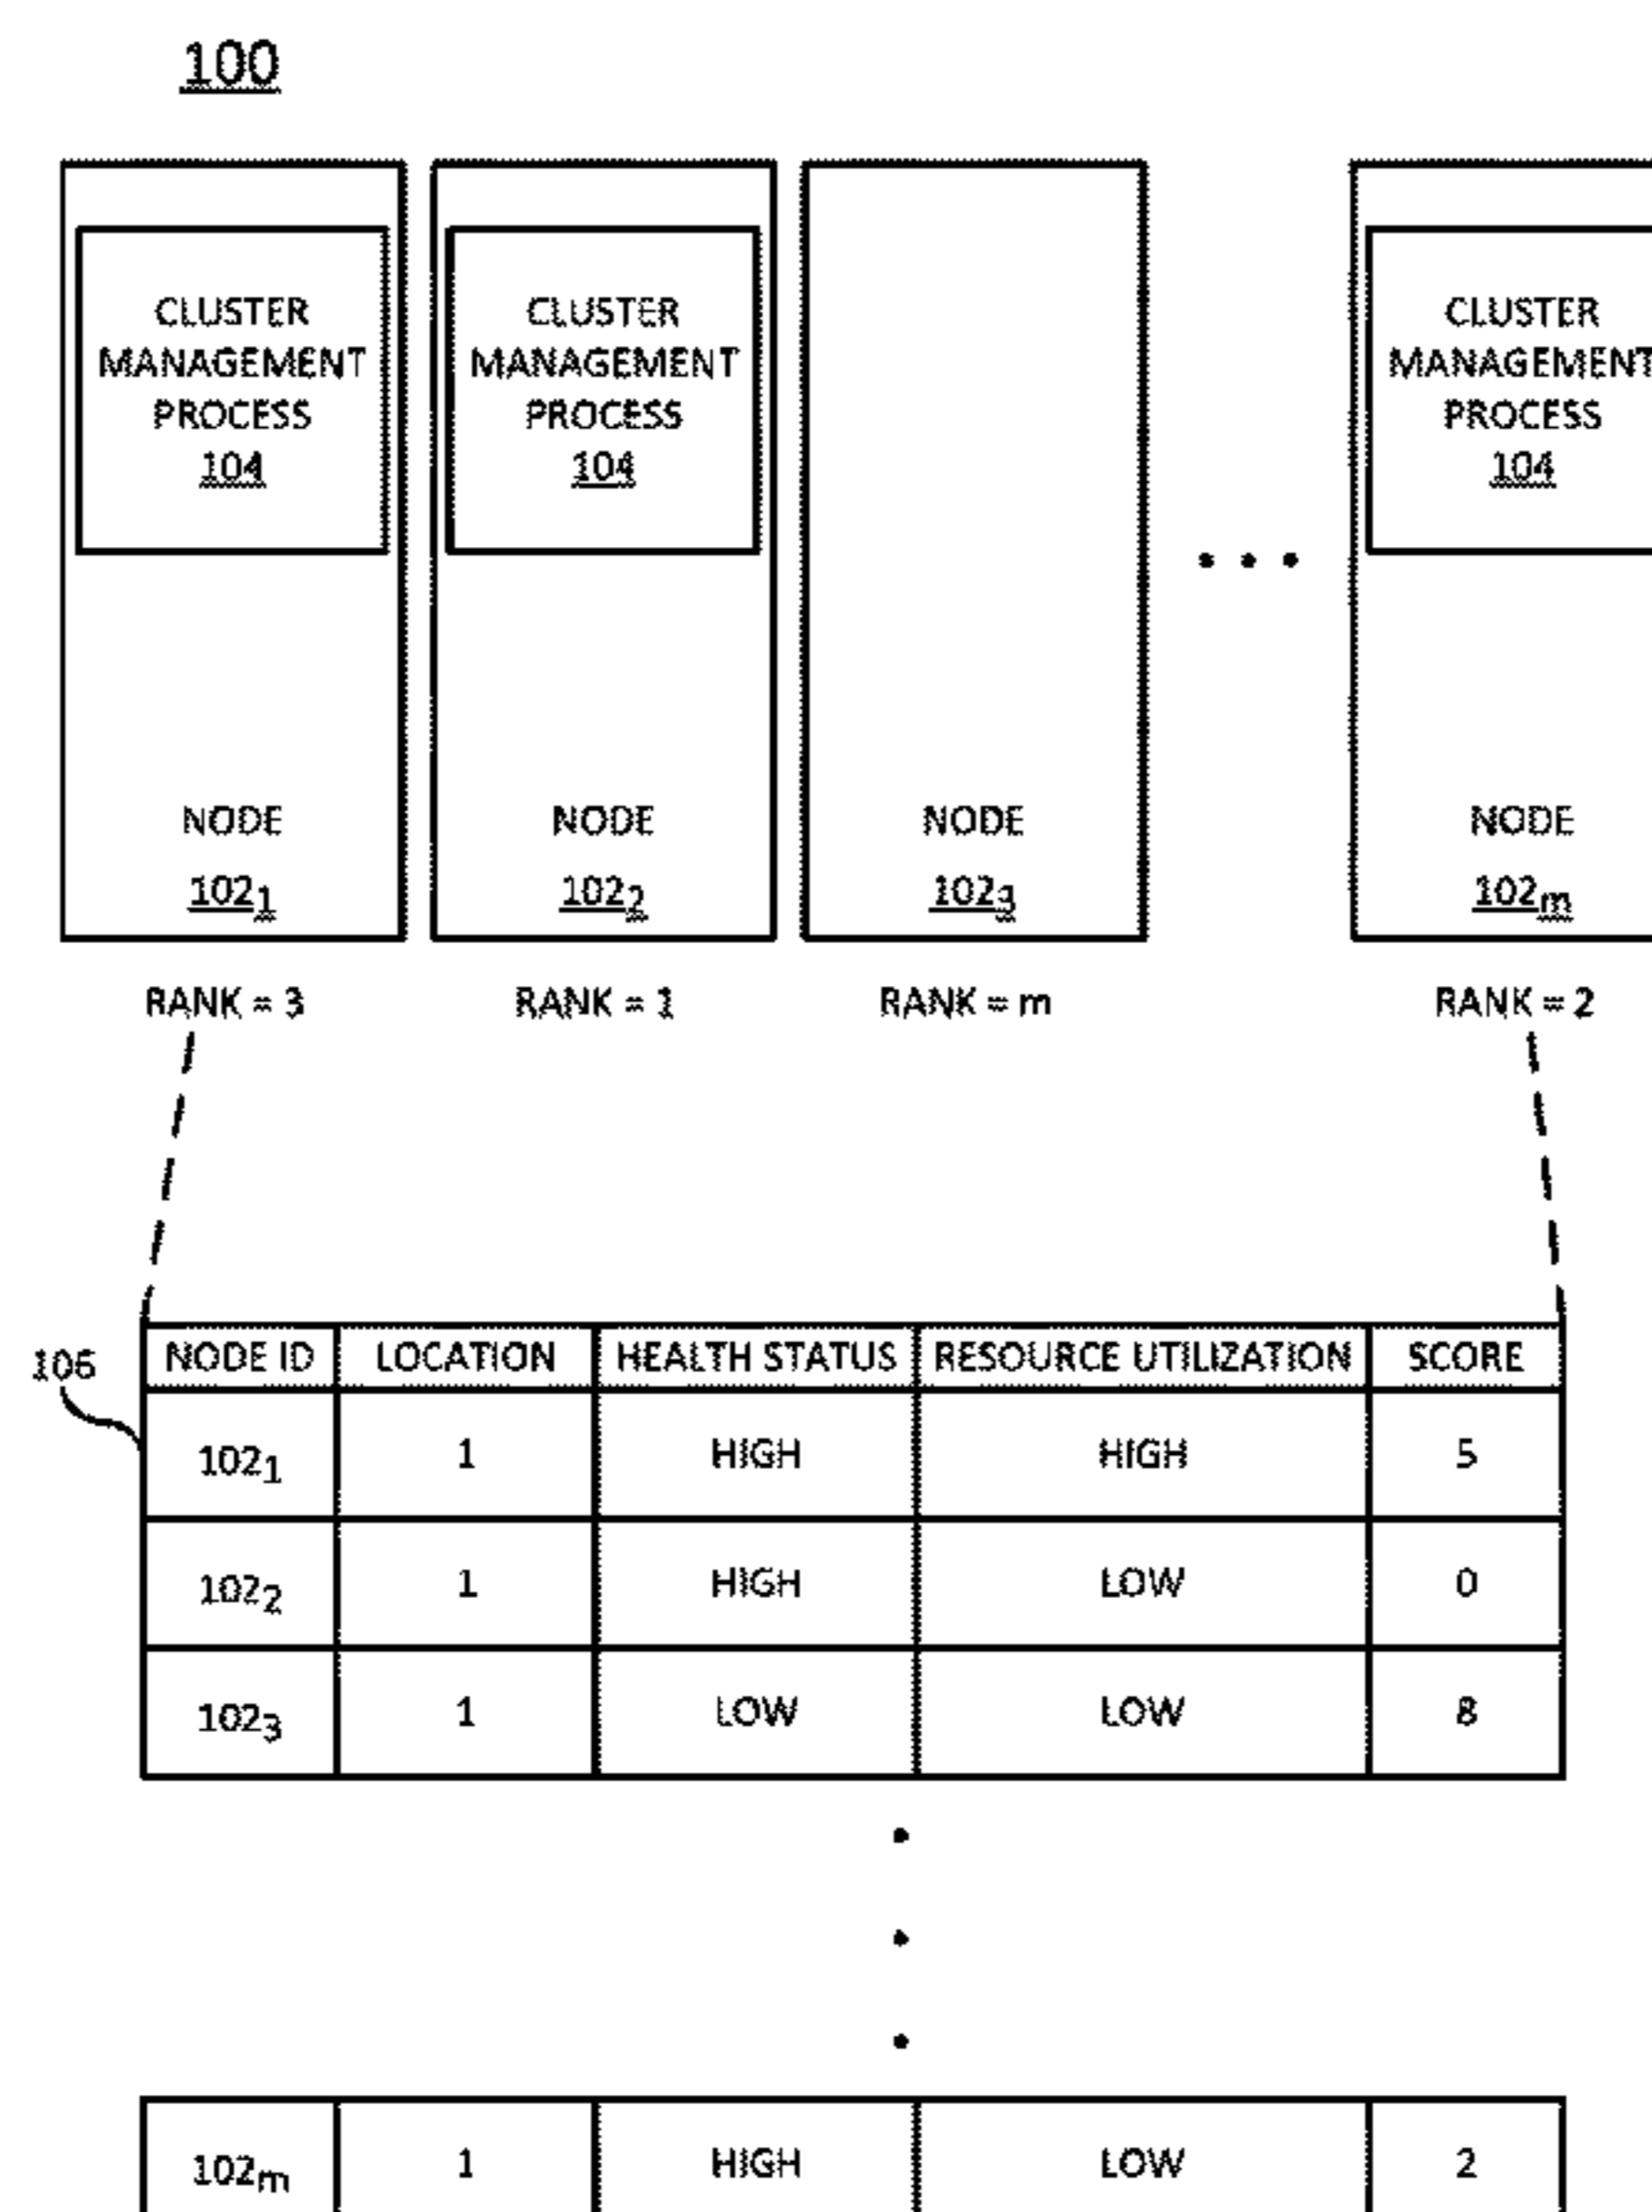 100
CLUSTER MANAGEMENT PROCESS 104
CLUSTER MANAGEMENT PROCESS 104
CLUSTER MANAGEMENT PROCESS 104
• • •
NODE 102₁
NODE 102₂
NODE 102₃
NODE 102ₘ
RANK = 3
RANK = 1
RANK = m
RANK = 2
106
NODE ID LOCATION HEALTH STATUS RESOURCE UTILIZATION SCORE
102₁ 1 HIGH HIGH 5
102₂ 1 HIGH LOW 0
102₃ 1 LOW LOW 8
102ₘ 1 HIGH LOW 2